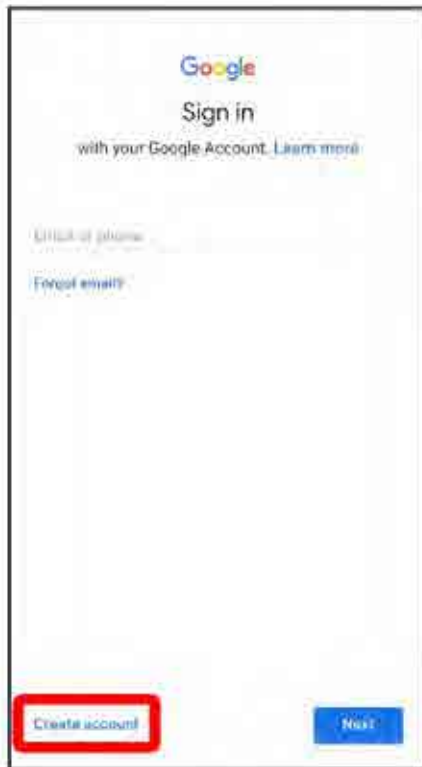 Google
Sign in
with your Google Account. Learn more
Email or phone
Forgot email?
Create account
Next